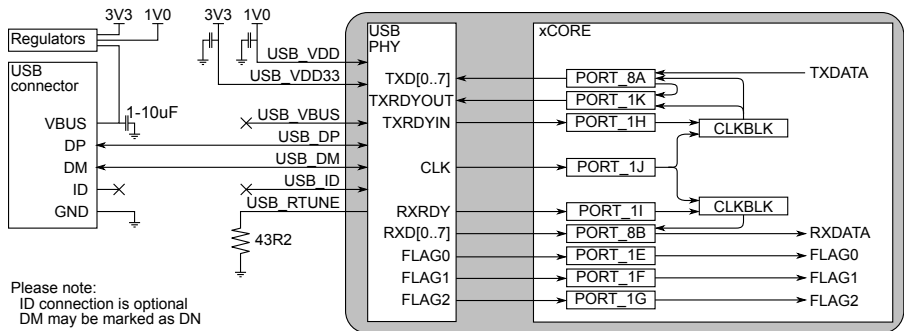 3V3 1V0
Regulators
USB
connector
VBUS
DP
DM
ID
GND
1-10uF
3V3 1V0
USB_VDD
USB_VDD33
USB_VBUS
USB_DP
USB_DM
USB_ID
USB_RTUNE
43R2
USB
PHY
TXD[0..7]
TXRDYOUT
TXRDYIN
CLK
RXRDY
RXD[0..7]
FLAG0
FLAG1
FLAG2
xCORE
PORT_8A
PORT_1K
PORT_1H
PORT_1J
PORT_1I
PORT_8B
PORT_1E
PORT_1F
PORT_1G
CLKBLK
CLKBLK
TXDATA
RXDATA
FLAG0
FLAG1
FLAG2
Please note:
ID connection is optional
DM may be marked as DN